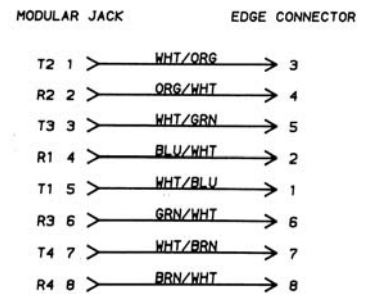 MODULAR JACK EDGE CONNECTOR
T2 1 WHT/ORG 3
R2 2 ORG/WHT 4
T3 3 WHT/GRN 5
R1 4 BLU/WHT 2
T1 5 WHT/BLU 1
R3 6 GRN/WHT 6
T4 7 WHT/BRN 7
R4 8 BRN/WHT 8